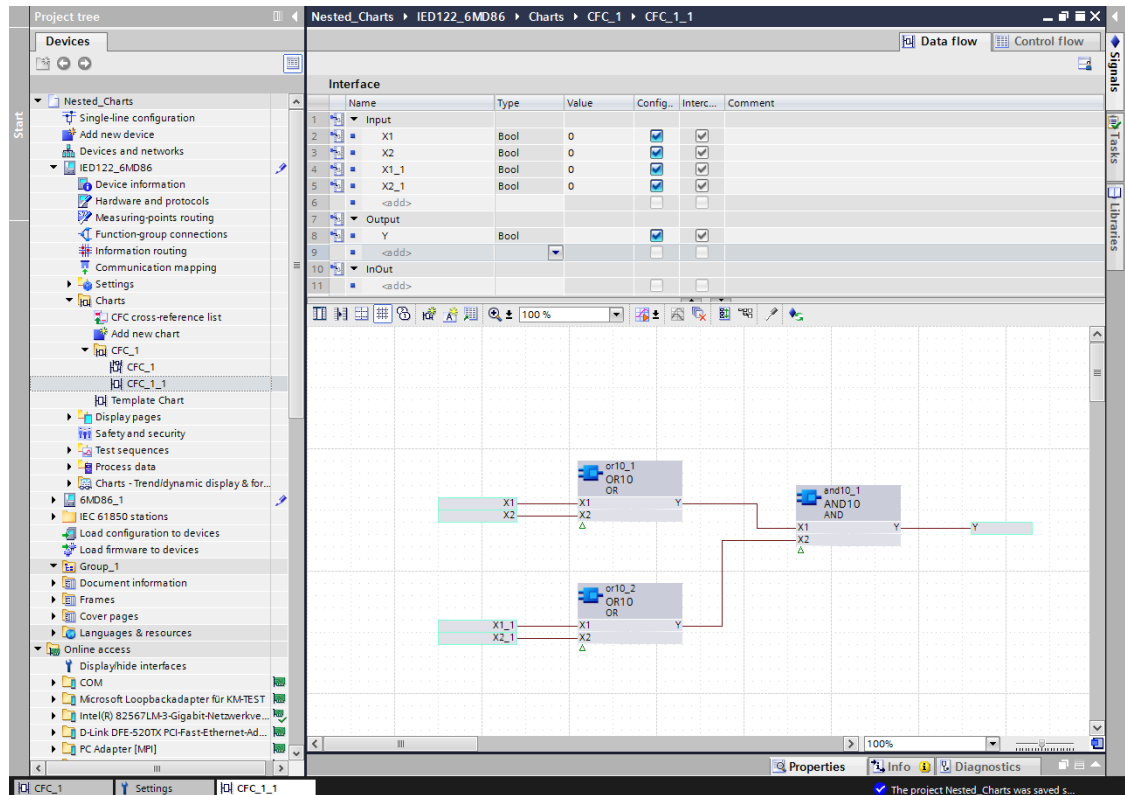 Project tree
Nested_Charts IED122_6MD86 Charts CFC_1 CFC_1_1
Devices
Data flow Control flow
Start
Nested_Charts
Single-line configuration
Add new device
Devices and networks
IED122_6MD86
Device information
Hardware and protocols
Measuring-points routing
Function-group connections
Information routing
Communication mapping
Settings
Charts
CFC cross-reference list
Add new chart
CFC_1
CFC_1
CFC_1_1
Template Chart
Display pages
Safety and security
Test sequences
Process data
Charts - Trend/dynamic display & for...
6MD86_1
IEC 61850 stations
Load configuration to devices
Load firmware to devices
Group_1
Document information
Frames
Cover pages
Languages & resources
Online access
Display/hide interfaces
COM
Microsoft Loopbackadapter für KM-TEST
Intel(R) 82567LM-3-Gigabit-Netzwerkve...
D-Link DFE-520TX PCI-Fast-Ethernet-Ad...
PC Adapter [MPI]
Interface
Name Type Value Config.. Interc... Comment
1 Input
2 X1 Bool 0
3 X2 Bool 0
4 X1_1 Bool 0
5 X2_1 Bool 0
6 <add>
7 Output
8 Y Bool
9 <add>
10 InOut
11 <add>
100 %
or10_1
OR10
OR
X1 X1 Y
X2 X2
and10_1
AND10
AND
X1 Y Y
X2
or10_2
OR10
OR
X1_1 X1 Y
X2_1 X2
100%
Properties Info Diagnostics
Signals
Tasks
Libraries
CFC_1 Settings CFC_1_1
The project Nested_Charts was saved s...